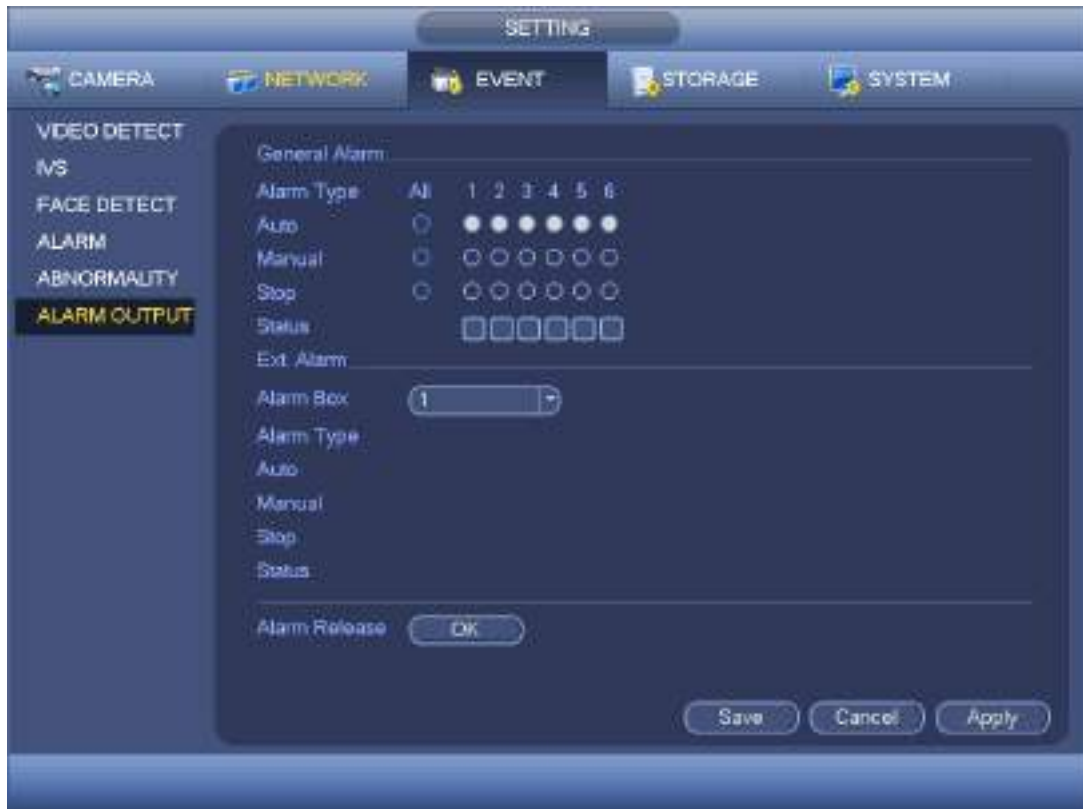 SETTING
CAMERA NETWORK EVENT STORAGE SYSTEM
VIDEO DETECT
IVS
FACE DETECT
ALARM
ABNORMALITY
ALARM OUTPUT
General Alarm
Alarm Type All 1 2 3 4 5 6
Auto
Manual
Stop
Status
Ext. Alarm
Alarm Box 1
Alarm Type
Auto
Manual
Stop
Status
Alarm Release OK
Save Cancel Apply